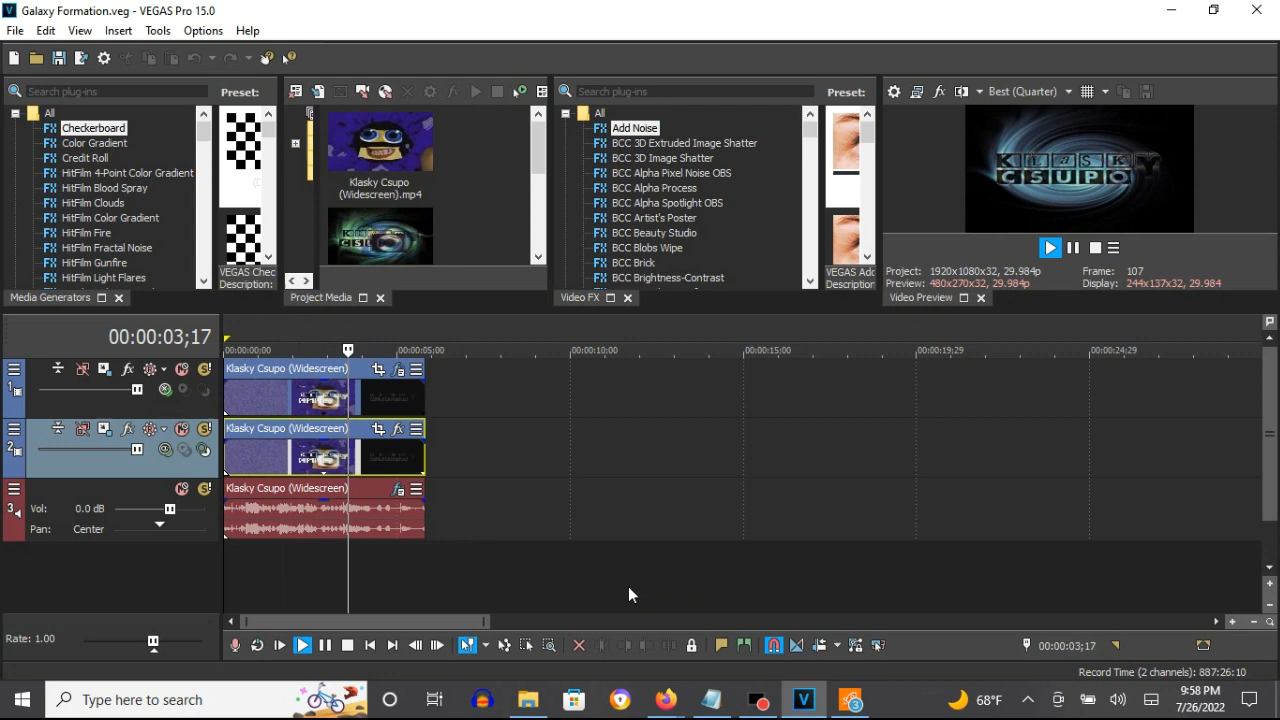 Galaxy Formation.veg - VEGAS Pro 15.0
File Edit View Insert Tools Options Help
Search plug-ins
Preset:
All
Checkerboard
Color Gradient
Credit Roll
HitFilm 4-Point Color Gradient
HitFilm Blood Spray
HitFilm Clouds
HitFilm Color Gradient
HitFilm Fire
HitFilm Fractal Noise
HitFilm Gunfire
HitFilm Light Flares
VEGAS Chec
Description:
Media Generators
Klasky Csupo
(Widescreen).mp4
Project Media
Search plug-ins
Preset:
All
Add Noise
BCC 3D Extruded Image Shatter
BCC 3D Image Shatter
BCC Alpha Pixel Noise OBS
BCC Alpha Process
BCC Alpha Spotlight OBS
BCC Artist's Poster
BCC Beauty Studio
BCC Blobs Wipe
BCC Brick
BCC Brightness-Contrast
VEGAS Add
Description
Video FX
Best (Quarter)
KLASKY
CSUPO
Project: 1920x1080x32, 29.984p
Frame: 107
Preview: 480x270x32, 29.984p
Display: 244x137x32, 29.984
Video Preview
00:00:03;17
00:00:00;00 00:00:05;00 00:00:10;00 00:00:15;00 00:00:19;29 00:00:24;29
1
Klasky Csupo (Widescreen)
2
Klasky Csupo (Widescreen)
3
Vol: 0.0 dB
Pan: Center
Klasky Csupo (Widescreen)
Rate: 1.00
00:00:03;17
Record Time (2 channels): 887:26:10
Type here to search
3
68°F
9:58 PM
7/26/2022